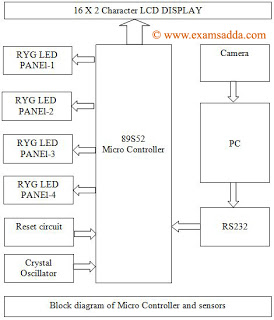 16 X 2 Character LCD DISPLAY
© www.examsadda.com
RYG LED
PANEl-1
RYG LED
PANEl-2
RYG LED
PANEl-3
RYG LED
PANEl-4
Reset circuit
Crystal
Oscillator
89S52
Micro Controller
Camera
PC
RS232
Block diagram of Micro Controller and sensors